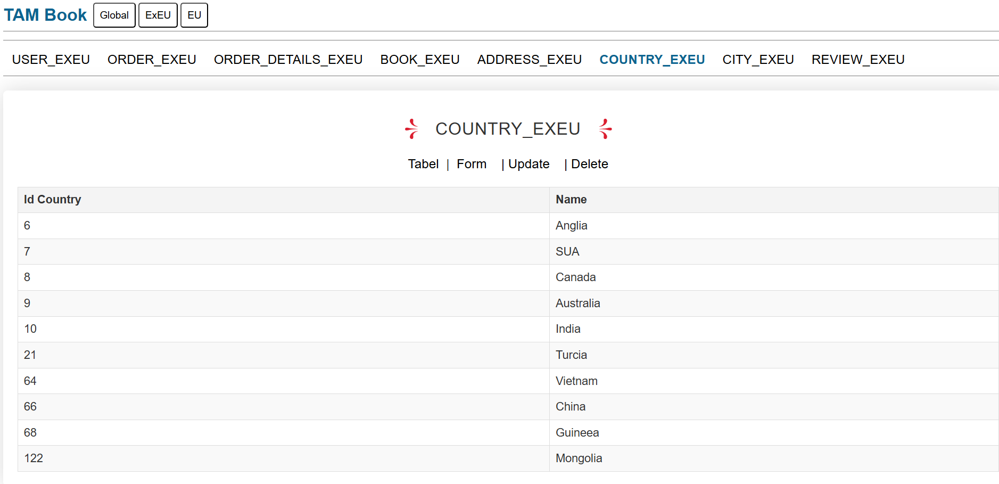 TAM Book Global ExEU EU
USER_EXEU ORDER_EXEU ORDER_DETAILS_EXEU BOOK_EXEU ADDRESS_EXEU COUNTRY_EXEU CITY_EXEU REVIEW_EXEU
COUNTRY_EXEU
Tabel | Form | Update | Delete
Id Country Name
6 Anglia
7 SUA
8 Canada
9 Australia
10 India
21 Turcia
64 Vietnam
66 China
68 Guineea
122 Mongolia